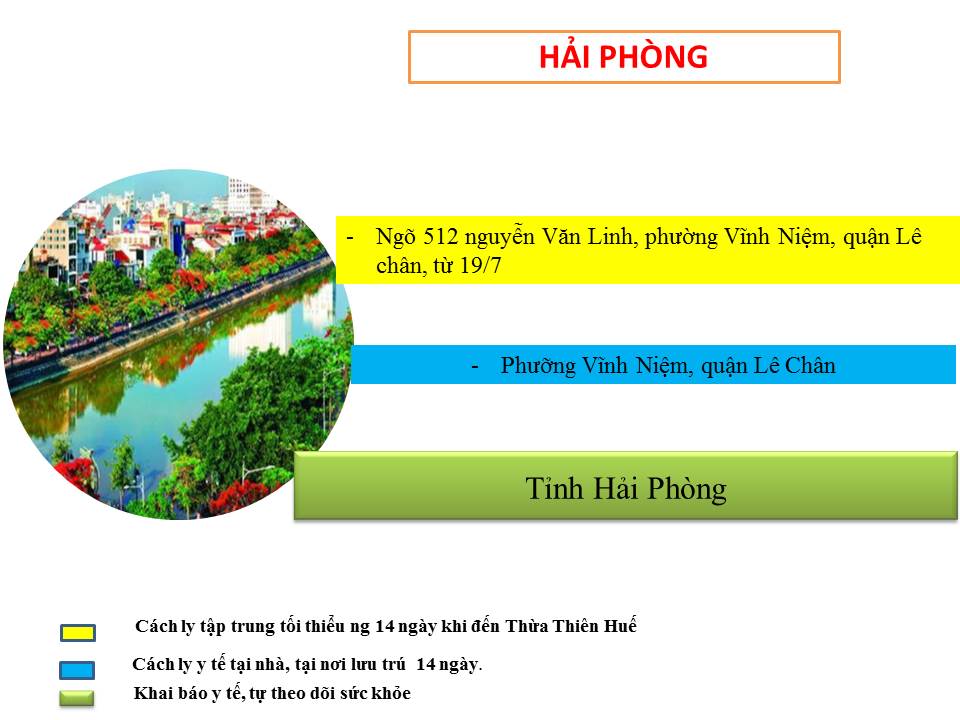 HẢI PHÒNG
- Ngõ 512 nguyễn Văn Linh, phường Vĩnh Niệm, quận Lê
chân, từ 19/7
- Phưỡng Vĩnh Niệm, quận Lê Chân
Tỉnh Hải Phòng
Cách ly tập trung tối thiểu ng 14 ngày khi đến Thừa Thiên Huế
Cách ly y tế tại nhà, tại nơi lưu trú 14 ngày.
Khai báo y tế, tự theo dõi sức khỏe